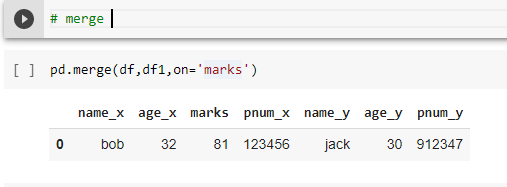 # merge
[ ] pd.merge(df,df1,on='marks')
name_x age_x marks pnum_x name_y age_y pnum_y
0 bob 32 81 123456 jack 30 912347